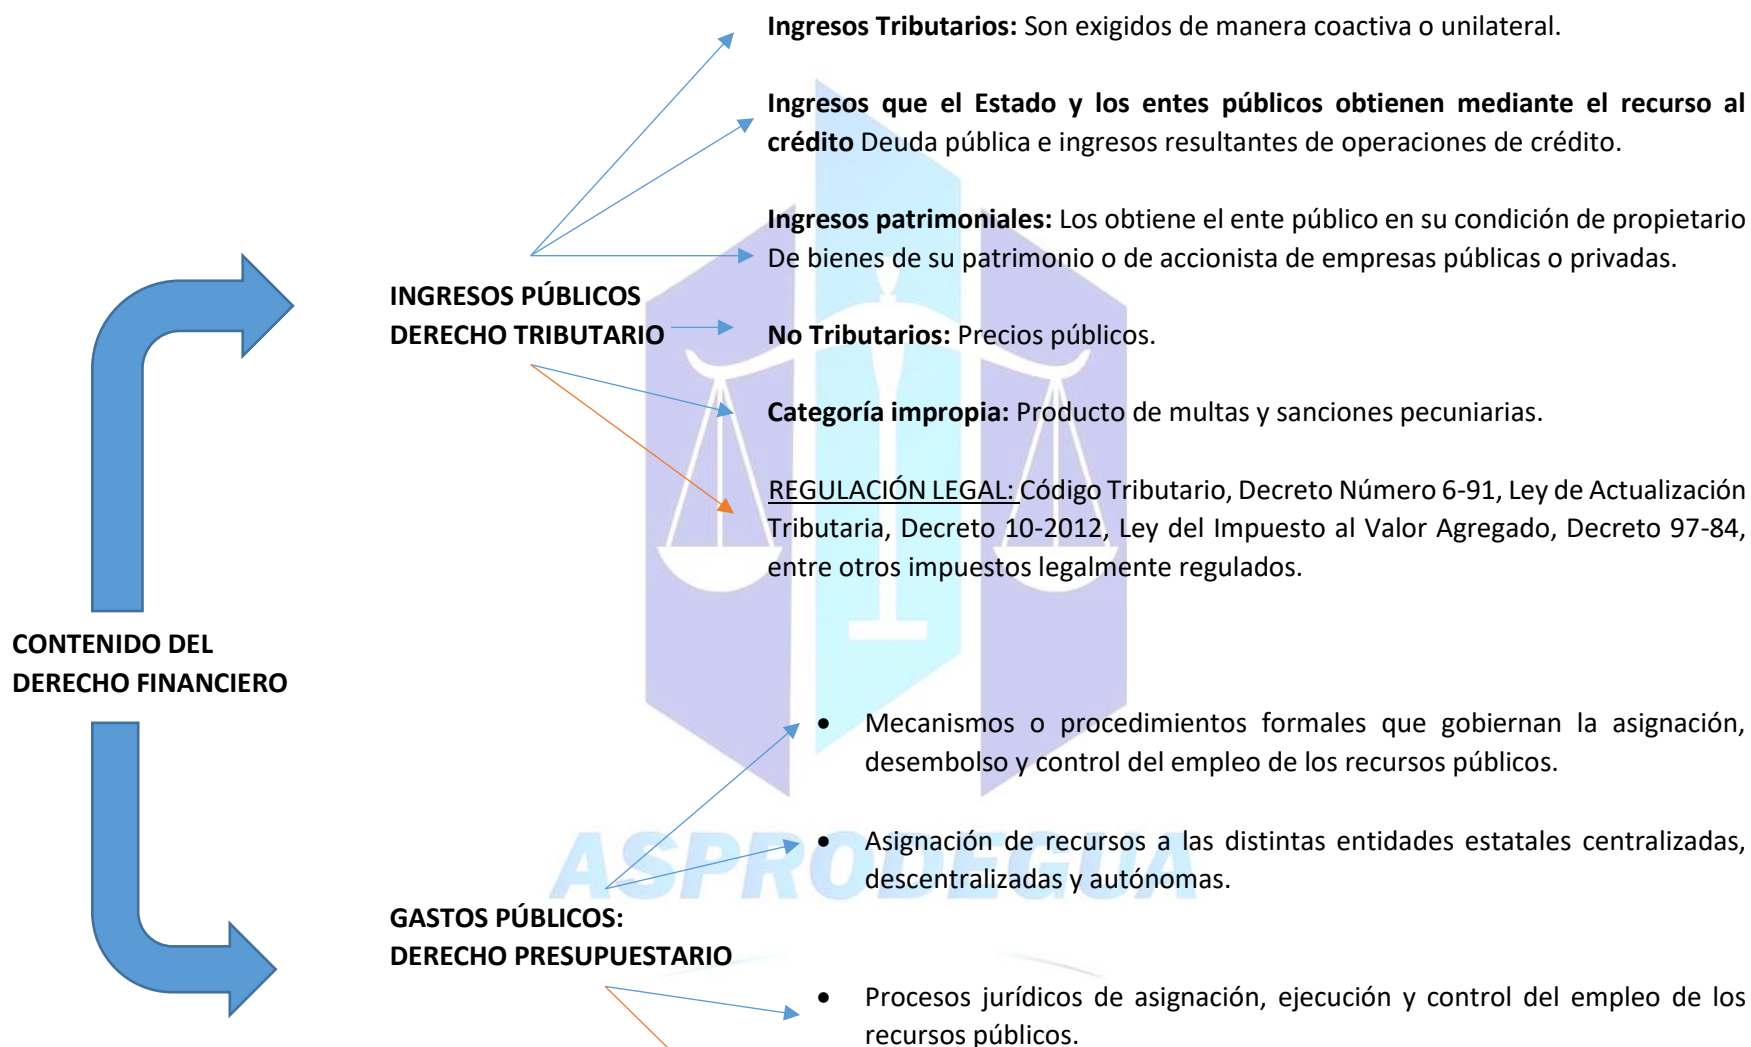 Ingresos Tributarios: Son exigidos de manera coactiva o unilateral.
Ingresos que el Estado y los entes públicos obtienen mediante el recurso al
crédito Deuda pública e ingresos resultantes de operaciones de crédito.
Ingresos patrimoniales: Los obtiene el ente público en su condición de propietario
De bienes de su patrimonio o de accionista de empresas públicas o privadas.
INGRESOS PÚBLICOS
DERECHO TRIBUTARIO
No Tributarios: Precios públicos.
Categoría impropia: Producto de multas y sanciones pecuniarias.
REGULACIÓN LEGAL: Código Tributario, Decreto Número 6-91, Ley de Actualización
Tributaria, Decreto 10-2012, Ley del Impuesto al Valor Agregado, Decreto 97-84,
entre otros impuestos legalmente regulados.
CONTENIDO DEL
DERECHO FINANCIERO
• Mecanismos o procedimientos formales que gobiernan la asignación,
desembolso y control del empleo de los recursos públicos.
ASPRODEGUA
• Asignación de recursos a las distintas entidades estatales centralizadas,
descentralizadas y autónomas.
GASTOS PÚBLICOS:
DERECHO PRESUPUESTARIO
• Procesos jurídicos de asignación, ejecución y control del empleo de los
recursos públicos.